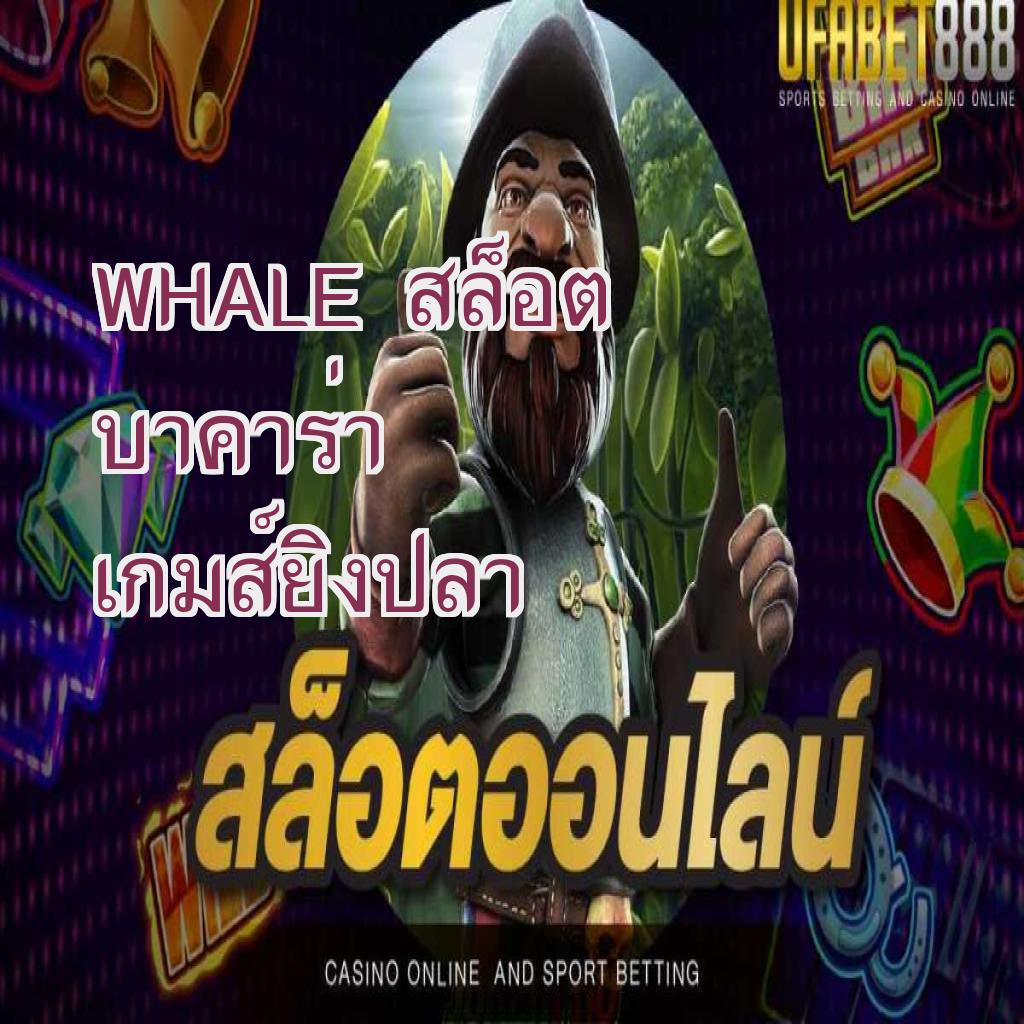 UFABET888
SPORTS BETTING AND CASINO ONLINE
BAR
WHALE สล็อต
บาคาร่า
เกมส์ยิงปลา
สล็อตออนไลน์
CASINO ONLINE AND SPORT BETTING